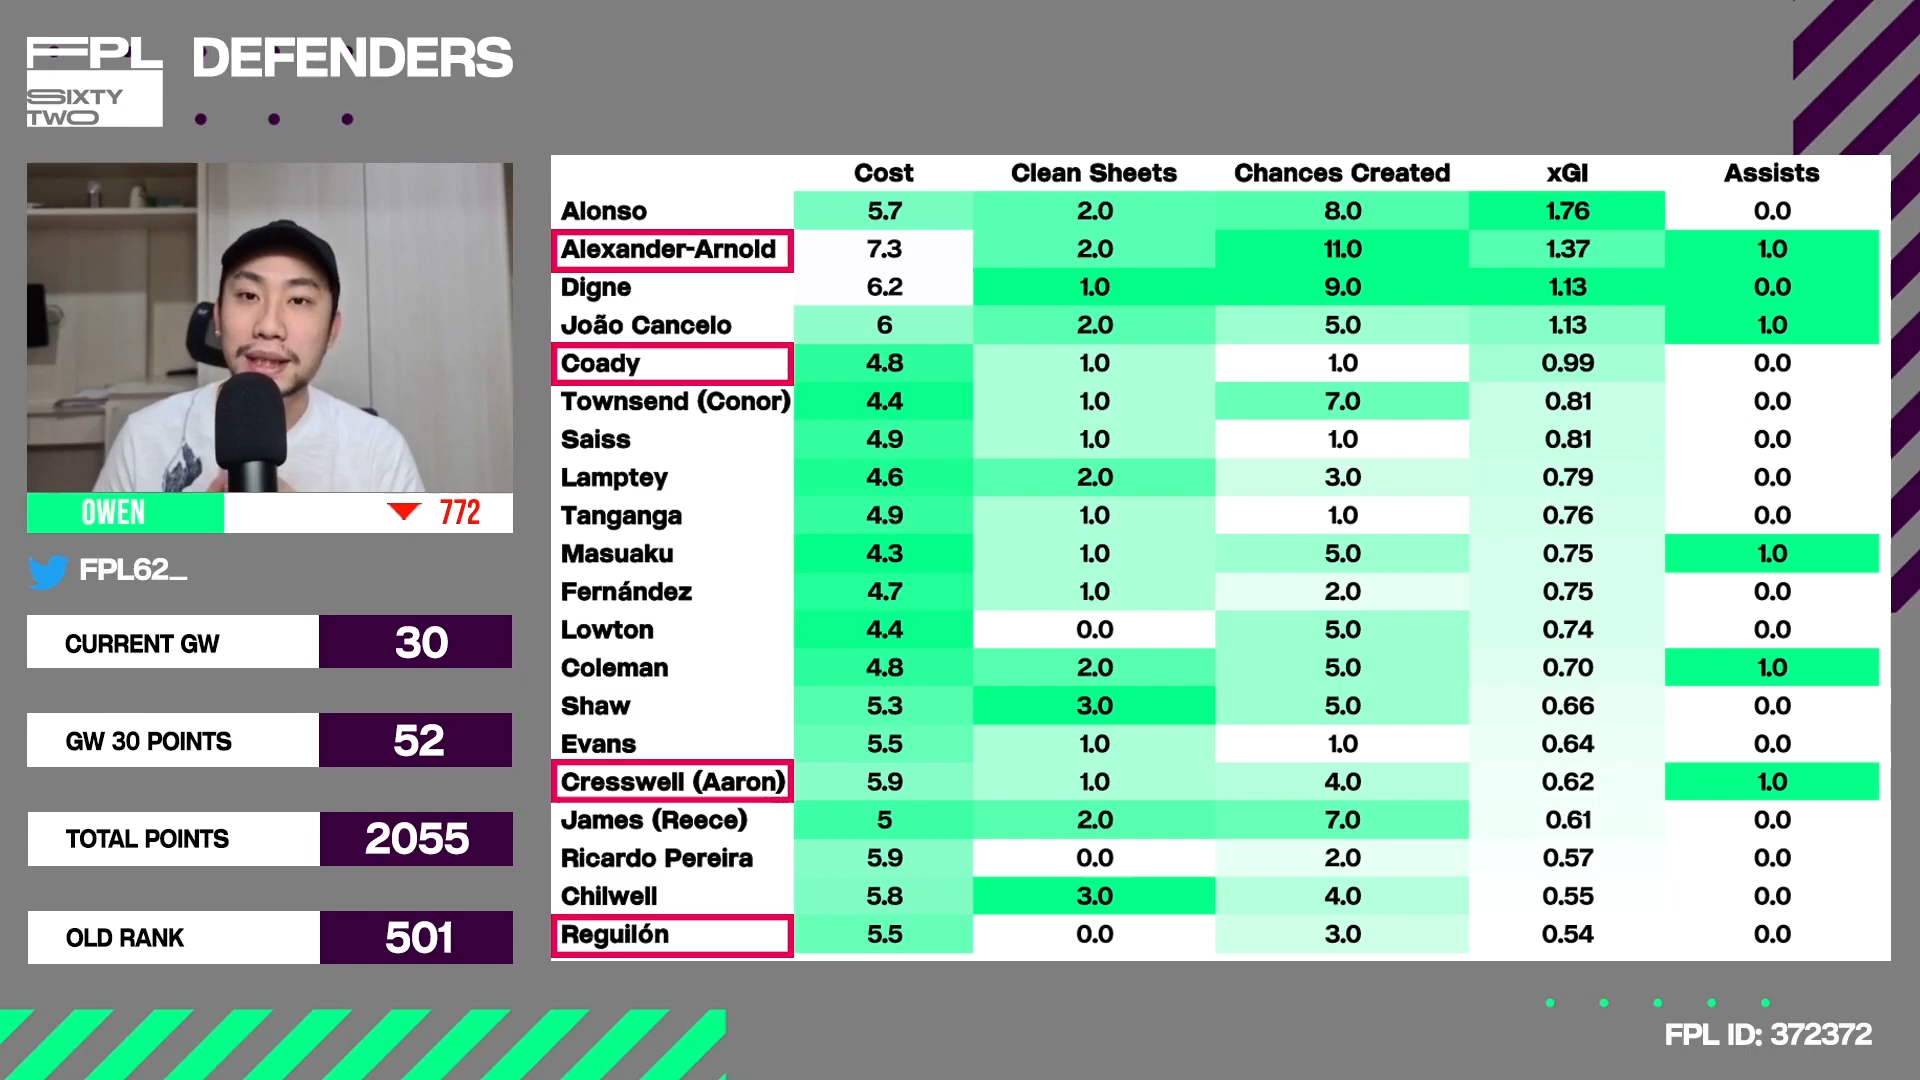 FPL
SIXTY
TWO
DEFENDERS
OWEN
772
FPL62_
CURRENT GW 30
GW 30 POINTS 52
TOTAL POINTS 2055
OLD RANK 501
Cost Clean Sheets Chances Created xGI Assists
Alonso 5.7 2.0 8.0 1.76 0.0
Alexander-Arnold 7.3 2.0 11.0 1.37 1.0
Digne 6.2 1.0 9.0 1.13 0.0
João Cancelo 6 2.0 5.0 1.13 1.0
Coady 4.8 1.0 1.0 0.99 0.0
Townsend (Conor) 4.4 1.0 7.0 0.81 0.0
Saiss 4.9 1.0 1.0 0.81 0.0
Lamptey 4.6 2.0 3.0 0.79 0.0
Tanganga 4.9 1.0 1.0 0.76 0.0
Masuaku 4.3 1.0 5.0 0.75 1.0
Fernández 4.7 1.0 2.0 0.75 0.0
Lowton 4.4 0.0 5.0 0.74 0.0
Coleman 4.8 2.0 5.0 0.70 1.0
Shaw 5.3 3.0 5.0 0.66 0.0
Evans 5.5 1.0 1.0 0.64 0.0
Cresswell (Aaron) 5.9 1.0 4.0 0.62 1.0
James (Reece) 5 2.0 7.0 0.61 0.0
Ricardo Pereira 5.9 0.0 2.0 0.57 0.0
Chilwell 5.8 3.0 4.0 0.55 0.0
Reguilón 5.5 0.0 3.0 0.54 0.0
FPL ID: 372372